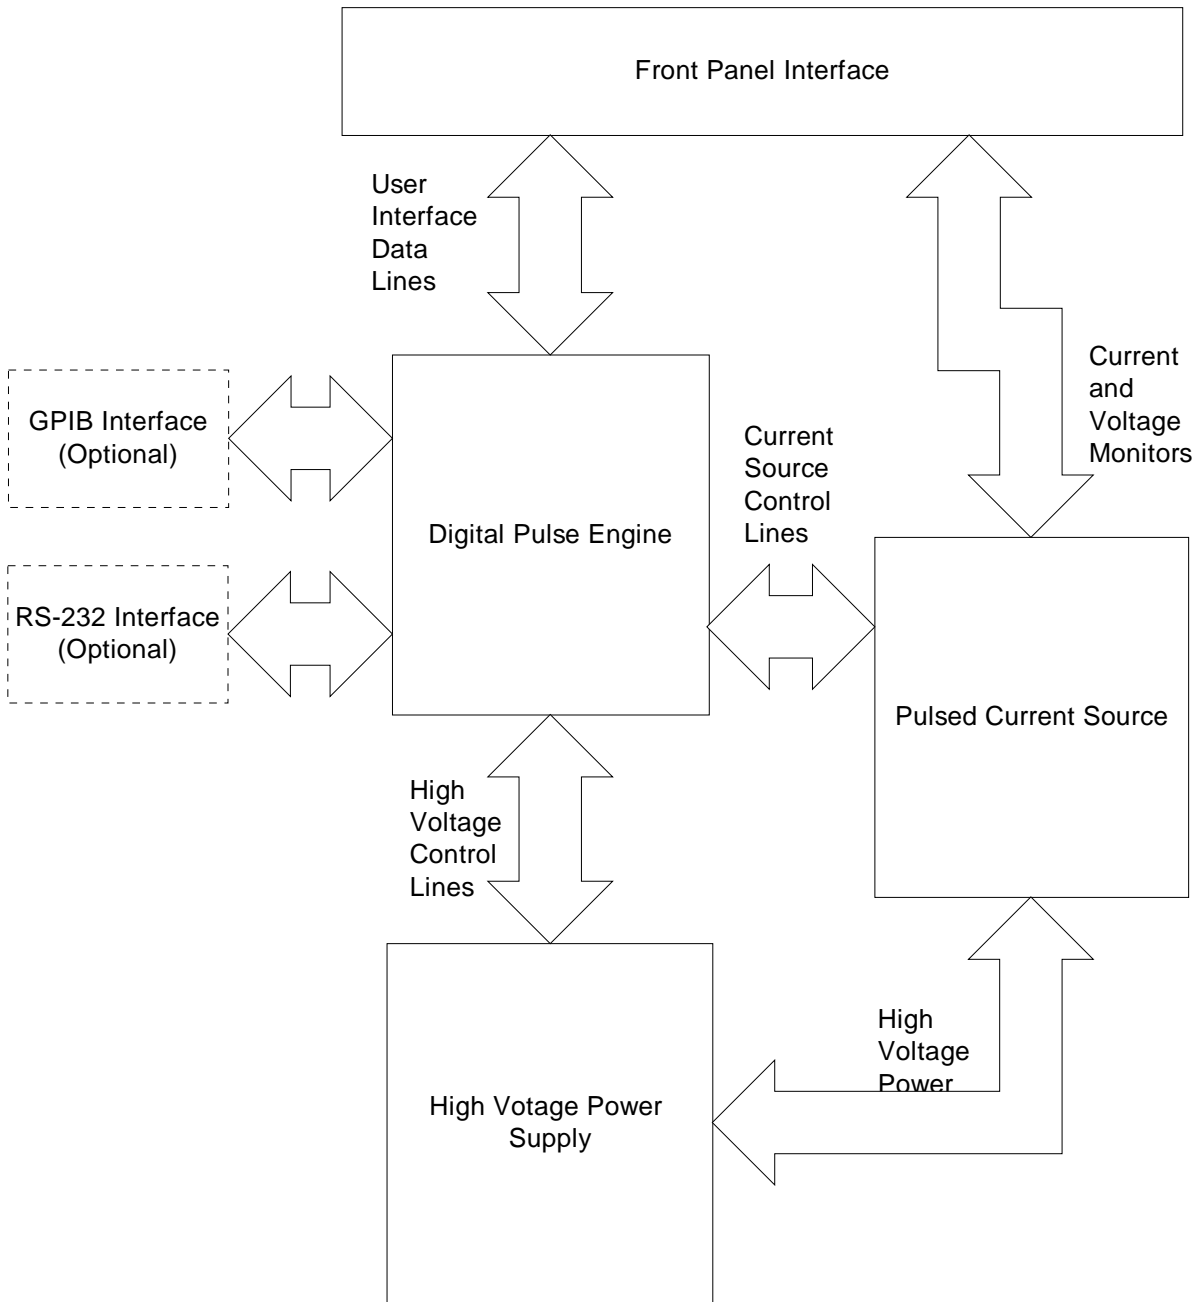 Front Panel Interface
User
Interface
Data
Lines
GPIB Interface
(Optional)
Current
and
Voltage
Monitors
Current
Source
Control
Lines
Digital Pulse Engine
RS-232 Interface
(Optional)
Pulsed Current Source
High
Voltage
Control
Lines
High
Voltage
Power
High Votage Power
Supply